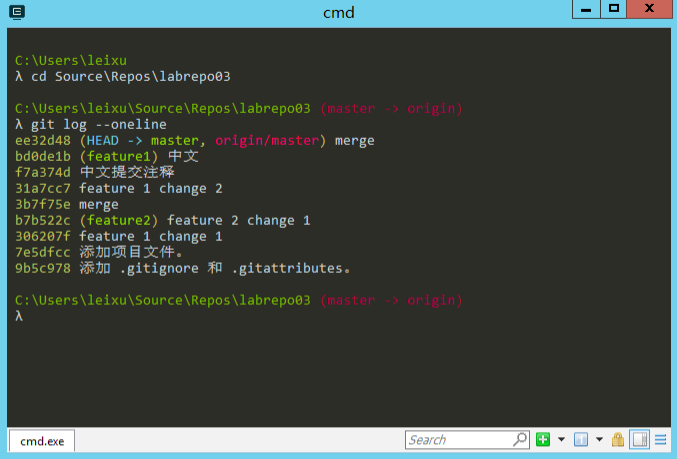 cmd
C:\Users\leixu
λ cd Source\Repos\labrepo03
C:\Users\leixu\Source\Repos\labrepo03 (master -> origin)
λ git log --oneline
ee32d48 (HEAD -> master, origin/master) merge
bd0de1b (feature1) 中文
f7a374d 中文提交注释
31a7cc7 feature 1 change 2
3b7f75e merge
b7b522c (feature2) feature 2 change 1
306207f feature 1 change 1
7e5dfcc 添加项目文件。
9b5c978 添加 .gitignore 和 .gitattributes。
C:\Users\leixu\Source\Repos\labrepo03 (master -> origin)
λ
cmd.exe
Search